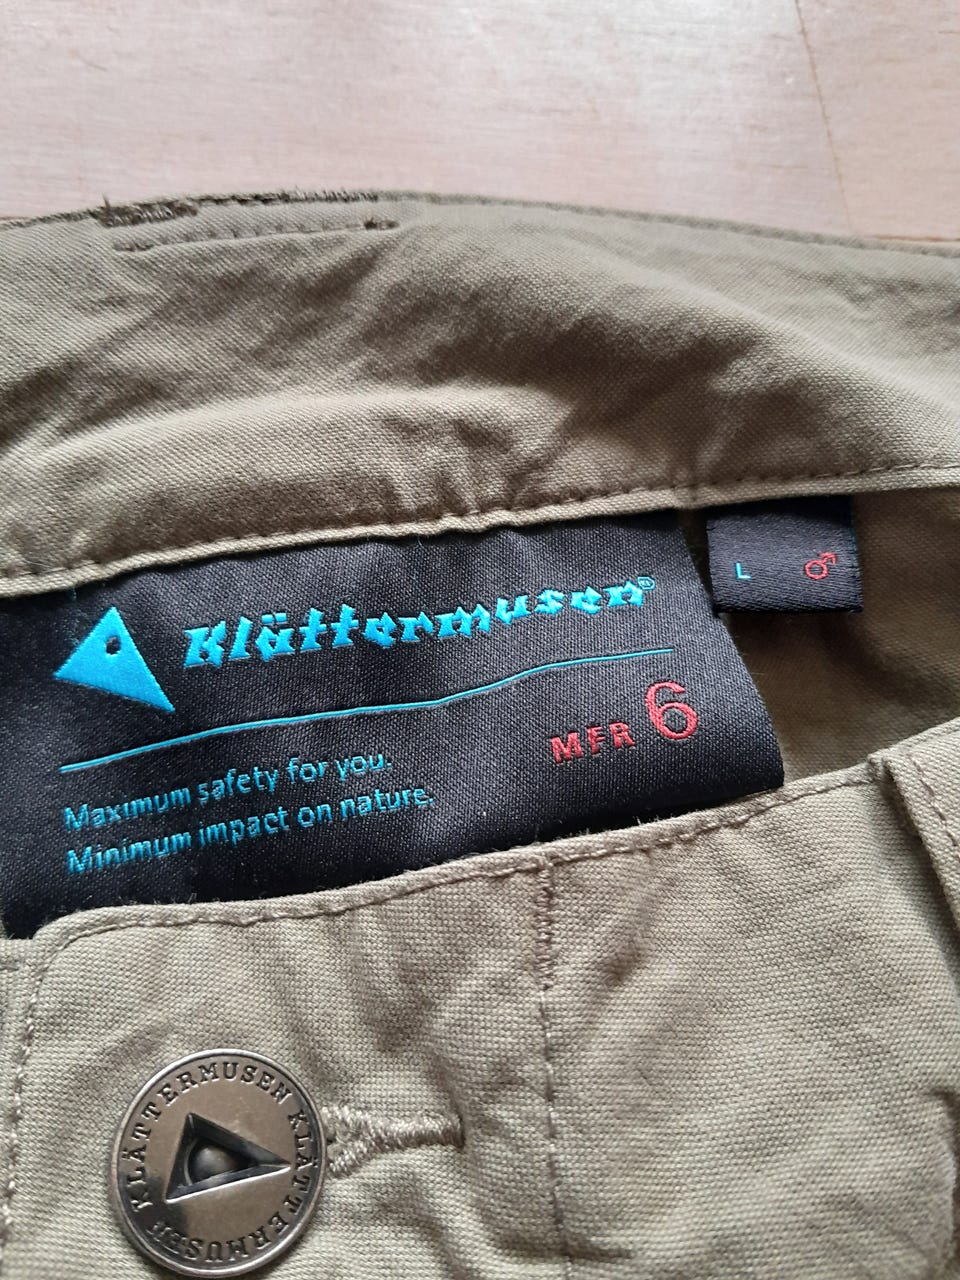 Klättermusen®
L ♂
MFR 6
Maximum safety for you.
Minimum impact on nature.
KLÄTTERMUSEN KLÄTTERMUSEN